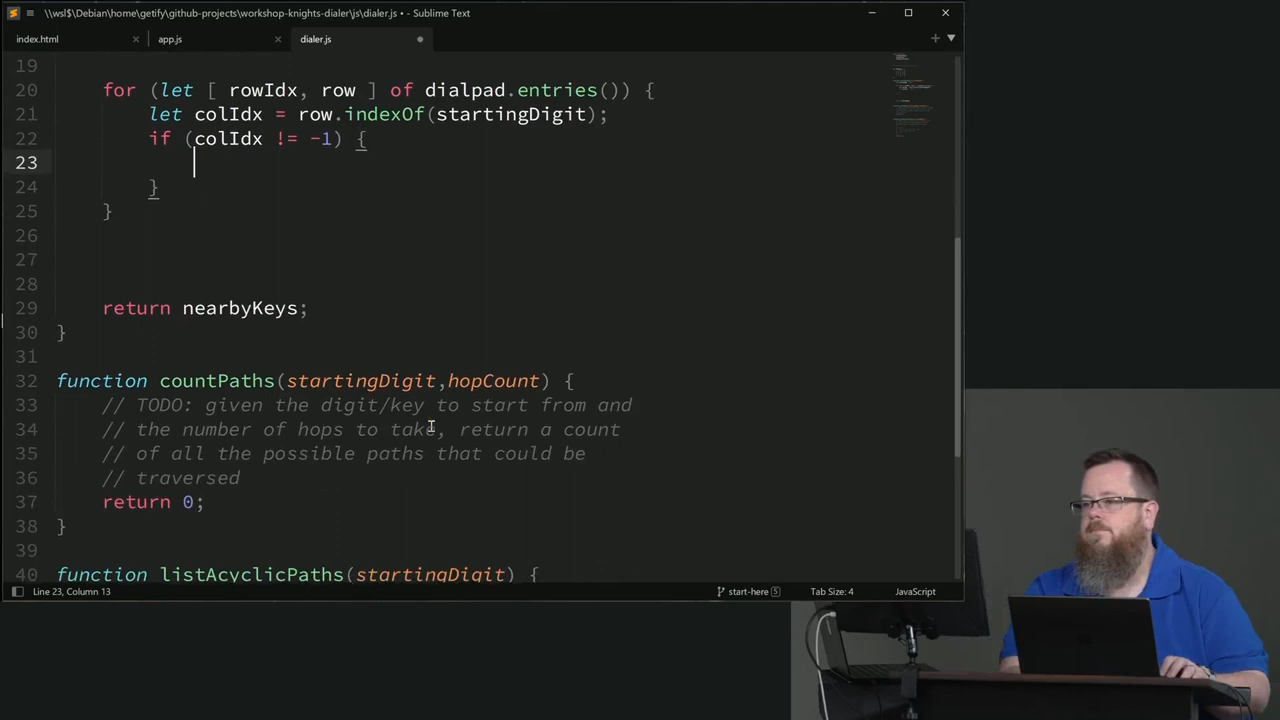 \\wsl$\Debian\home\getify\github-projects\workshop-knights-dialer\js\dialer.js • - Sublime Text
index.html
app.js
dialer.js
19
20 for (let [ rowIdx, row ] of dialpad.entries()) {
21 let colIdx = row.indexOf(startingDigit);
22 if (colIdx != -1) {
23
24 }
25 }
26
27
28
29 return nearbyKeys;
30 }
31
32 function countPaths(startingDigit,hopCount) {
33 // TODO: given the digit/key to start from and
34 // the number of hops to take, return a count
35 // of all the possible paths that could be
36 // traversed
37 return 0;
38 }
39
40 function listAcyclicPaths(startingDigit) {
Line 23, Column 13
start-here 5
Tab Size: 4
JavaScript